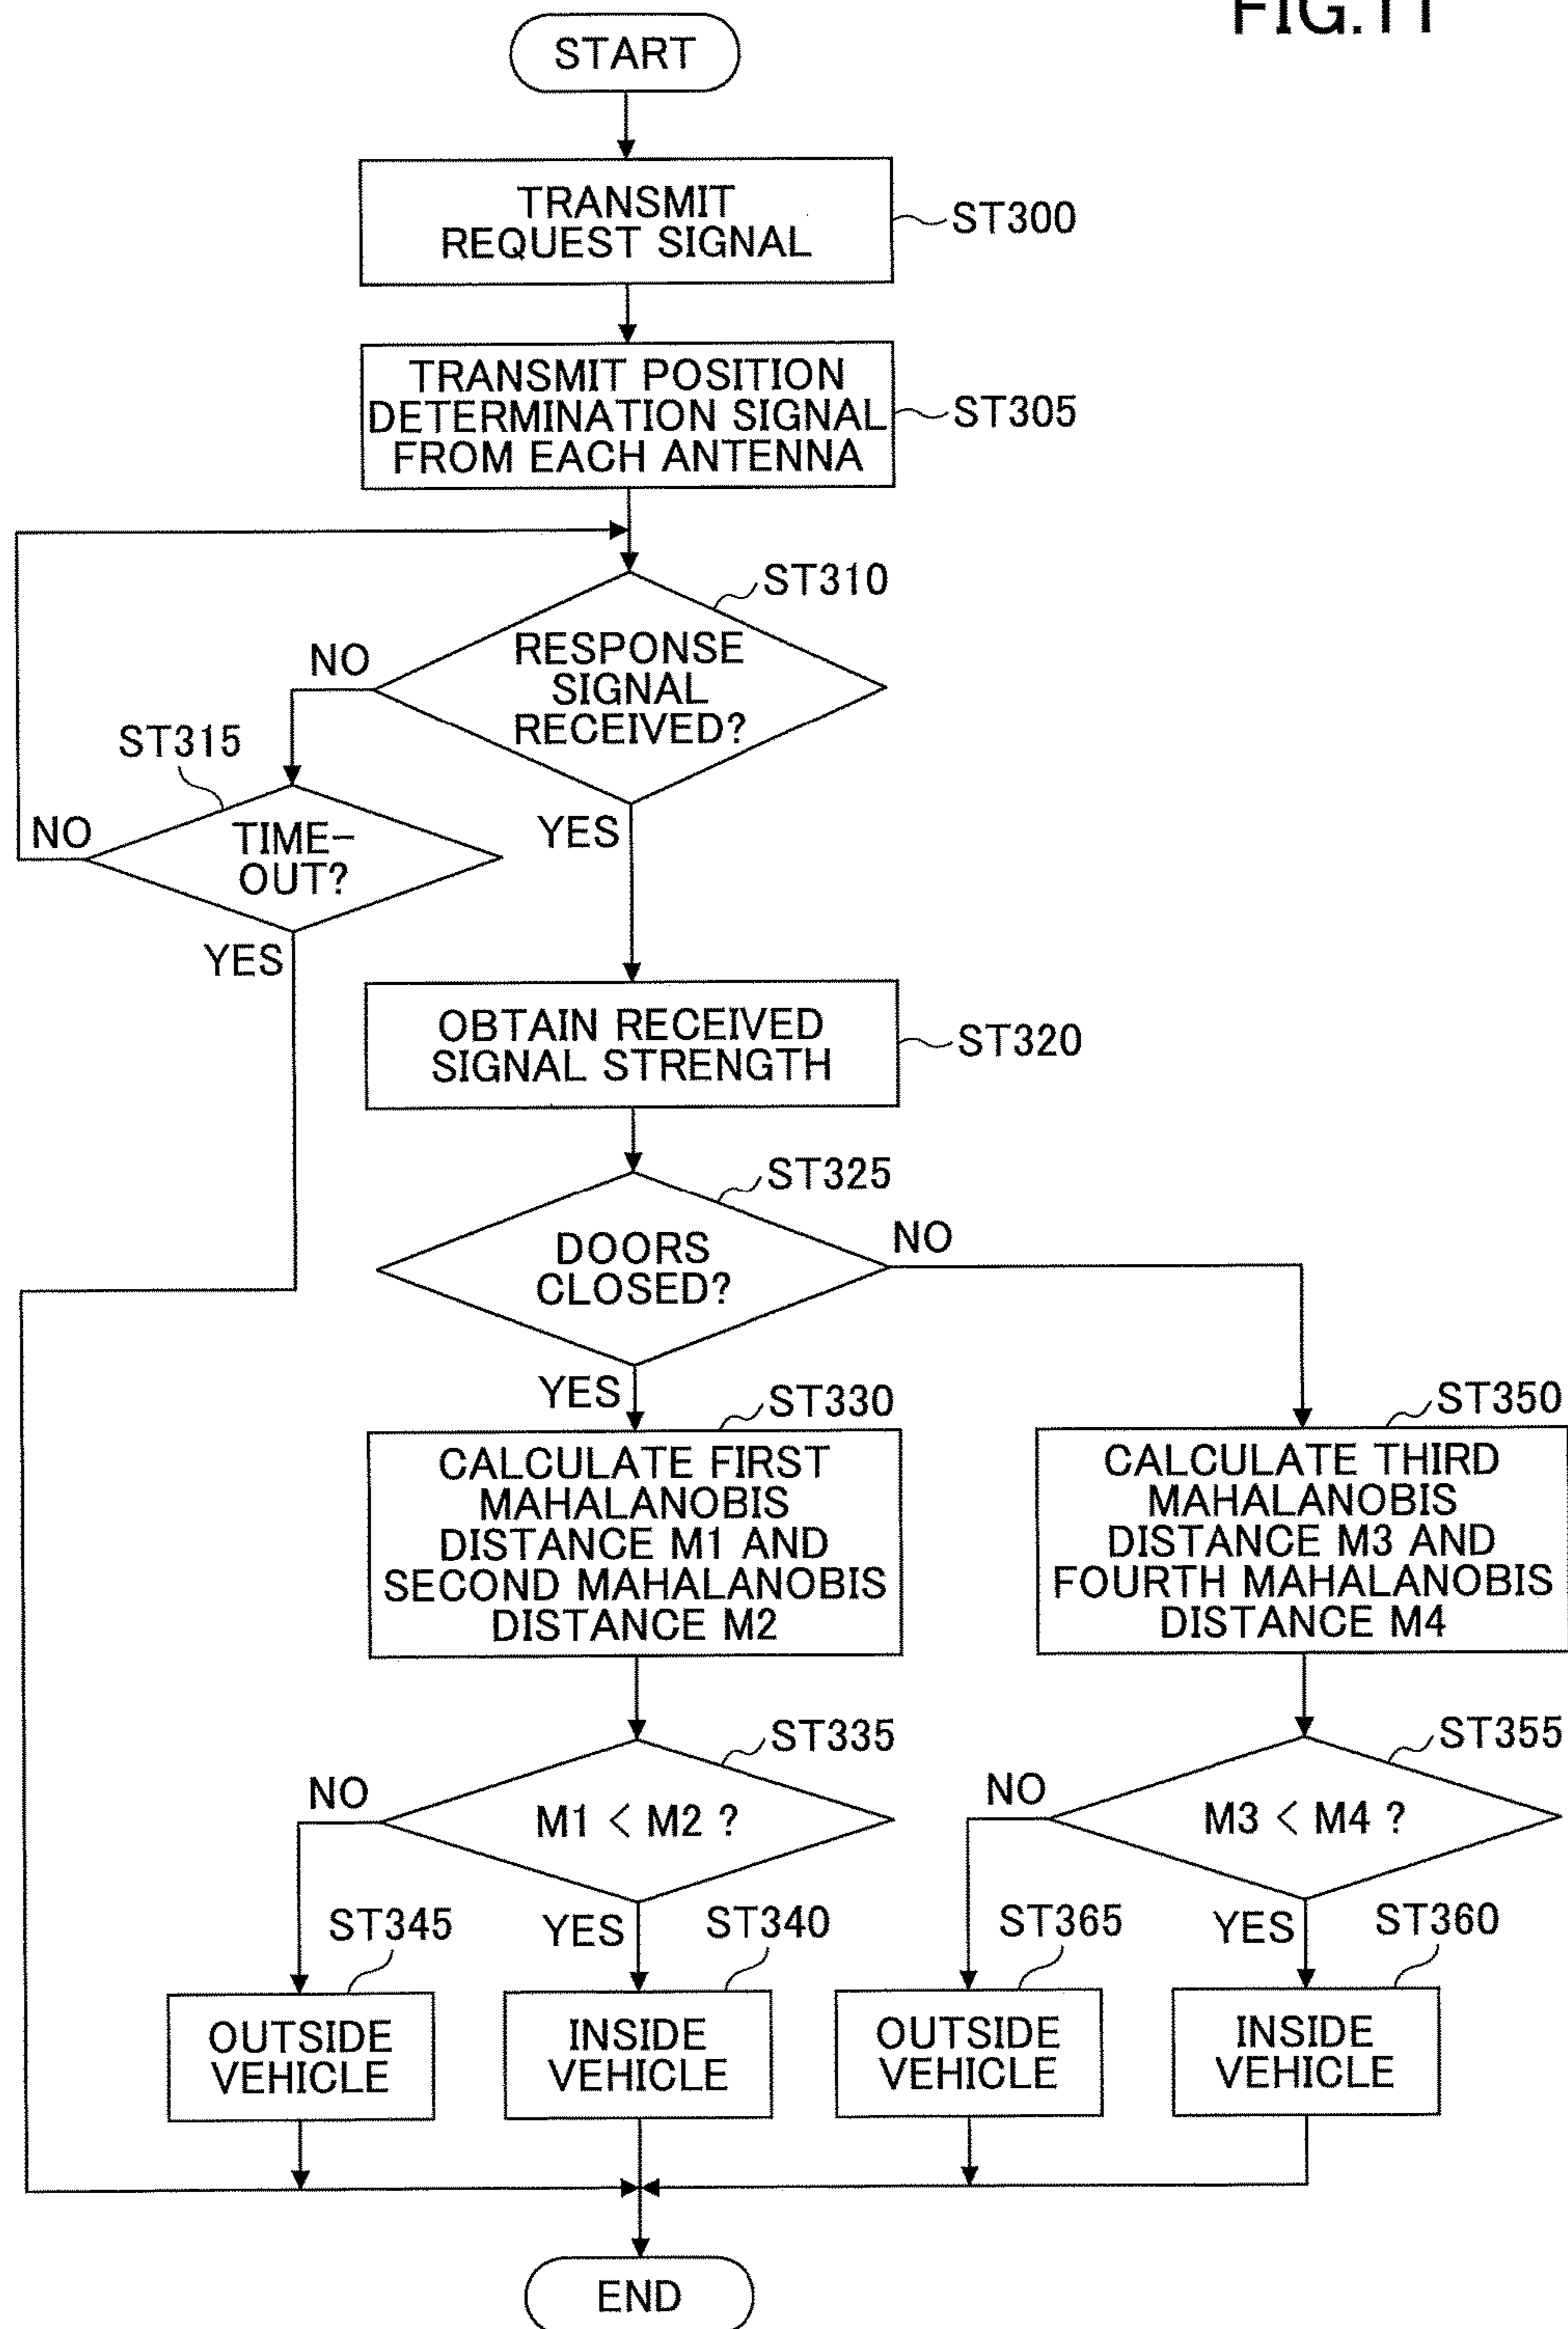 FIG.11
START
TRANSMIT
REQUEST SIGNAL
ST300
TRANSMIT POSITION
DETERMINATION SIGNAL
FROM EACH ANTENNA
ST305
ST310
RESPONSE
SIGNAL
RECEIVED?
NO
ST315
TIME-
OUT?
NO
YES
YES
OBTAIN RECEIVED
SIGNAL STRENGTH
ST320
ST325
DOORS
CLOSED?
NO
YES
ST330
CALCULATE FIRST
MAHALANOBIS
DISTANCE M1 AND
SECOND MAHALANOBIS
DISTANCE M2
ST350
CALCULATE THIRD
MAHALANOBIS
DISTANCE M3 AND
FOURTH MAHALANOBIS
DISTANCE M4
ST335
NO
M1 < M2 ?
ST355
NO
M3 < M4 ?
ST345
YES
ST340
ST365
YES
ST360
OUTSIDE
VEHICLE
INSIDE
VEHICLE
OUTSIDE
VEHICLE
INSIDE
VEHICLE
END